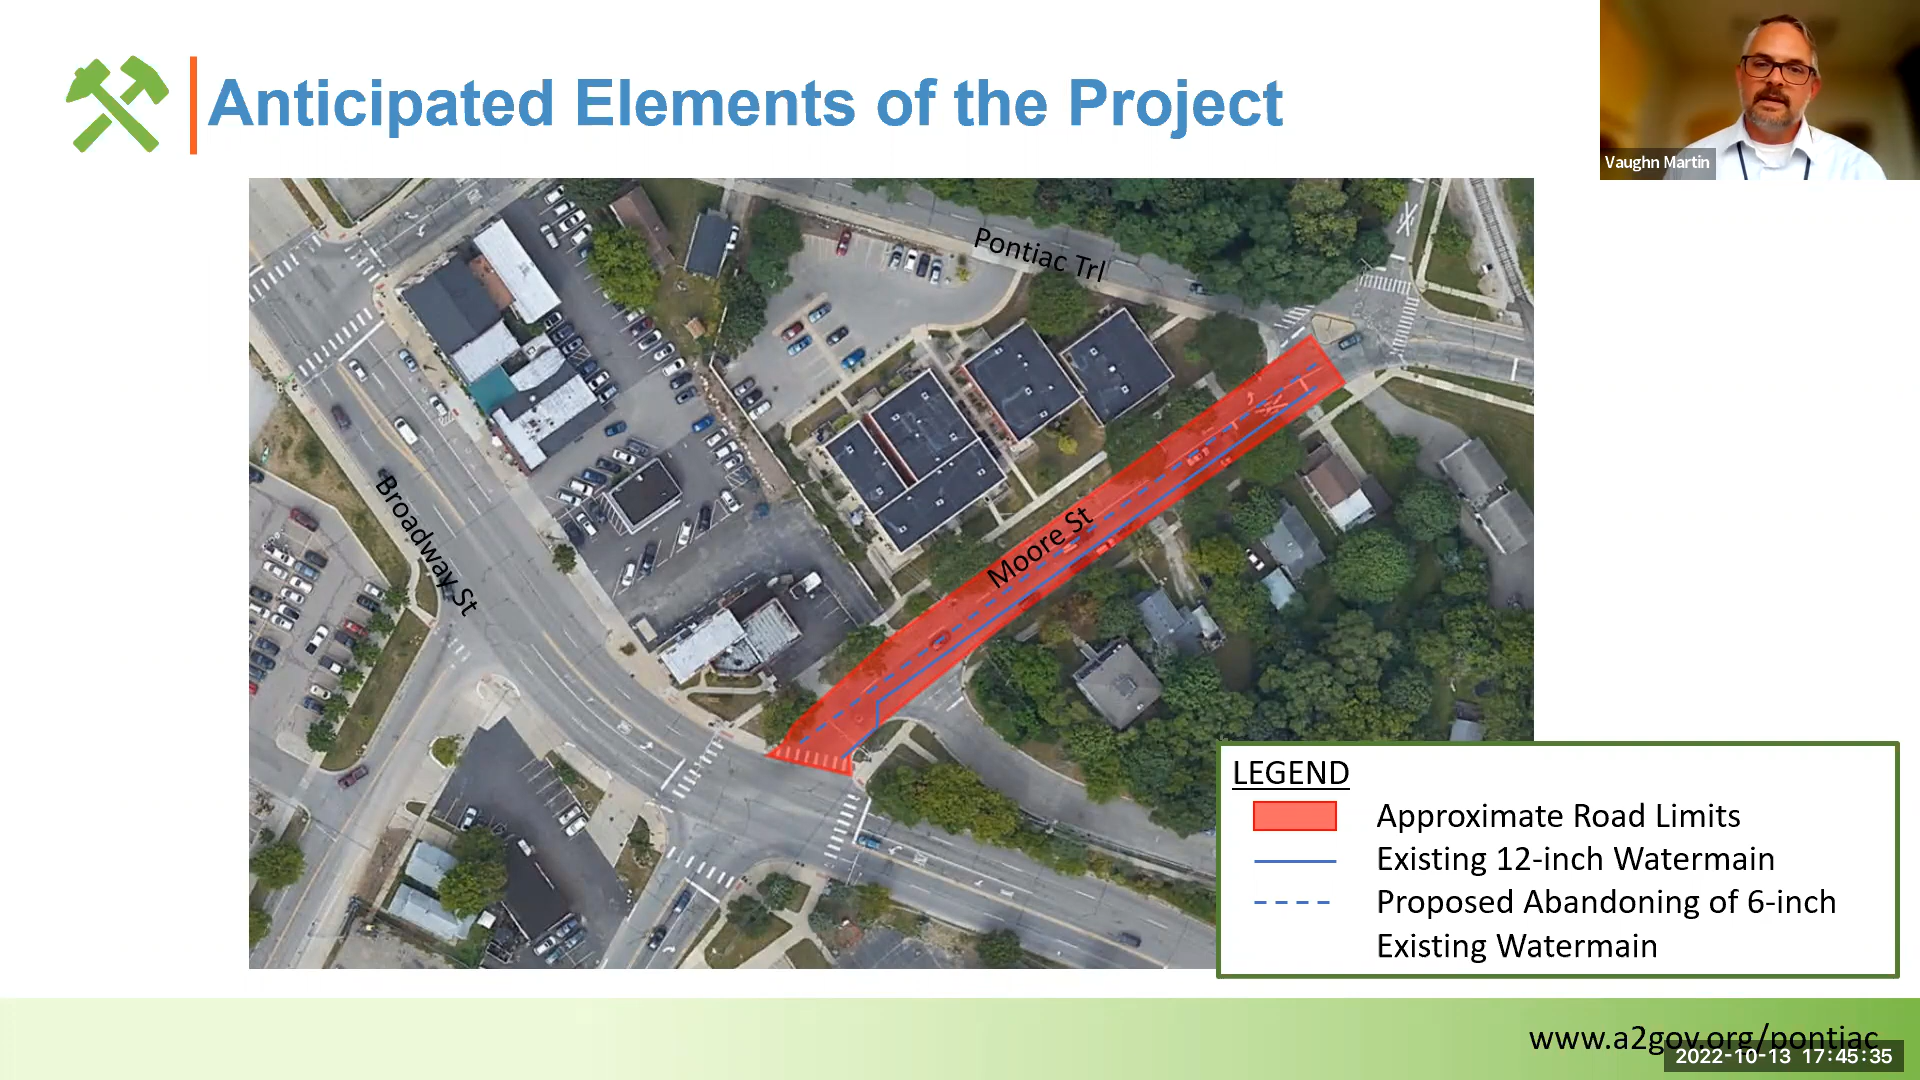 Anticipated Elements of the Project
Vaughn Martin
Pontiac Trl
Broadway St
Moore St
LEGEND
Approximate Road Limits
Existing 12-inch Watermain
Proposed Abandoning of 6-inch
Existing Watermain
www.a2gov.org/pontiac
2022-10-13 17:45:35